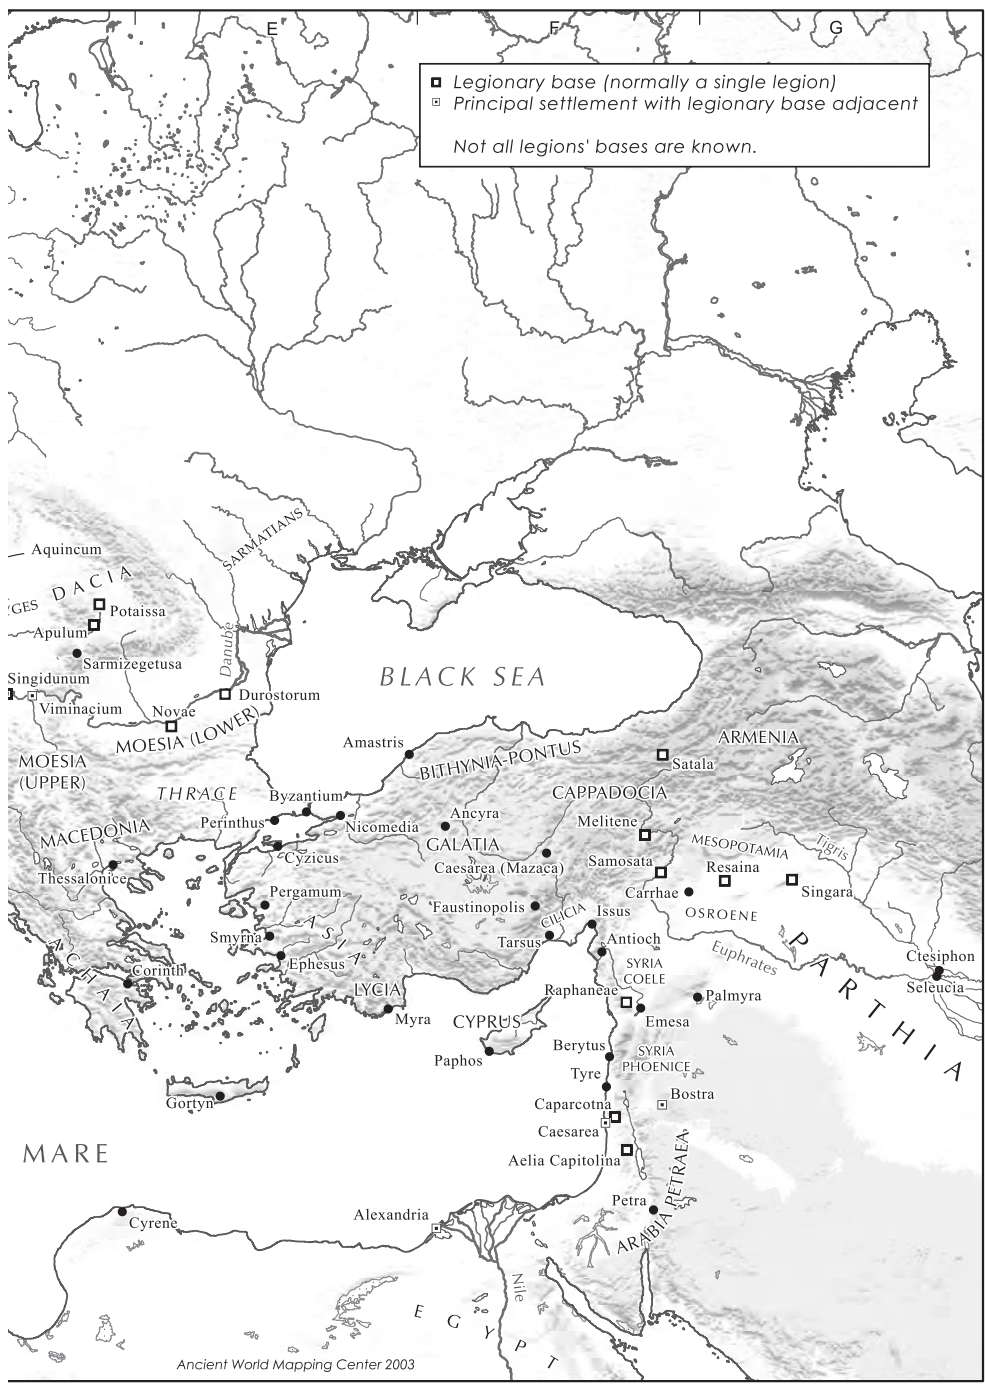 E F G
Legionary base (normally a single legion)
Principal settlement with legionary base adjacent
Not all legions' bases are known.
SARMATIANS
Aquincum
DACIA
YGES
Potaissa
Apulum
Sarmizegetusa
Danube
Singidunum
Viminacium
Durostorum
Novae
MOESIA (LOWER)
BLACK SEA
MOESIA
(UPPER)
Amastris
BITHYNIA-PONTUS
ARMENIA
Satala
THRACE
Byzantium
CAPPADOCIA
Perinthus
Nicomedia
Ancyra
Melitene
MACEDONIA
GALATIA
MESOPOTAMIA
Tigris
Cyzicus
Thessalonice
Caesarea (Mazaca)
Samosata
Resaina
Carrhae
Singara
Pergamum
Faustinopolis
CILICIA
Issus
OSROENE
ASIA
Smyrna
Tarsus
Antioch
PARTHIA
Euphrates
ACHAIA
Corinth
Ephesus
SYRIA
COELE
Ctesiphon
Seleucia
LYCIA
Raphaneae
Palmyra
Myra
CYPRUS
Emesa
Paphos
Berytus
SYRIA
PHOENICE
Tyre
Gortyn
Caparcotna
Bostra
Caesarea
MARE
Aelia Capitolina
ARABIA PETRAEA
Petra
Cyrene
Alexandria
Nile
EGYPT
Ancient World Mapping Center 2003